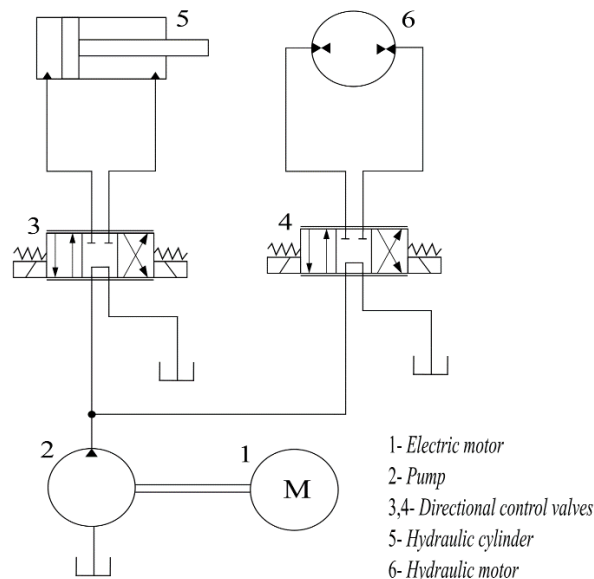 5
6
3
4
2
1
M
1- Electric motor
2- Pump
3,4- Directional control valves
5- Hydraulic cylinder
6- Hydraulic motor